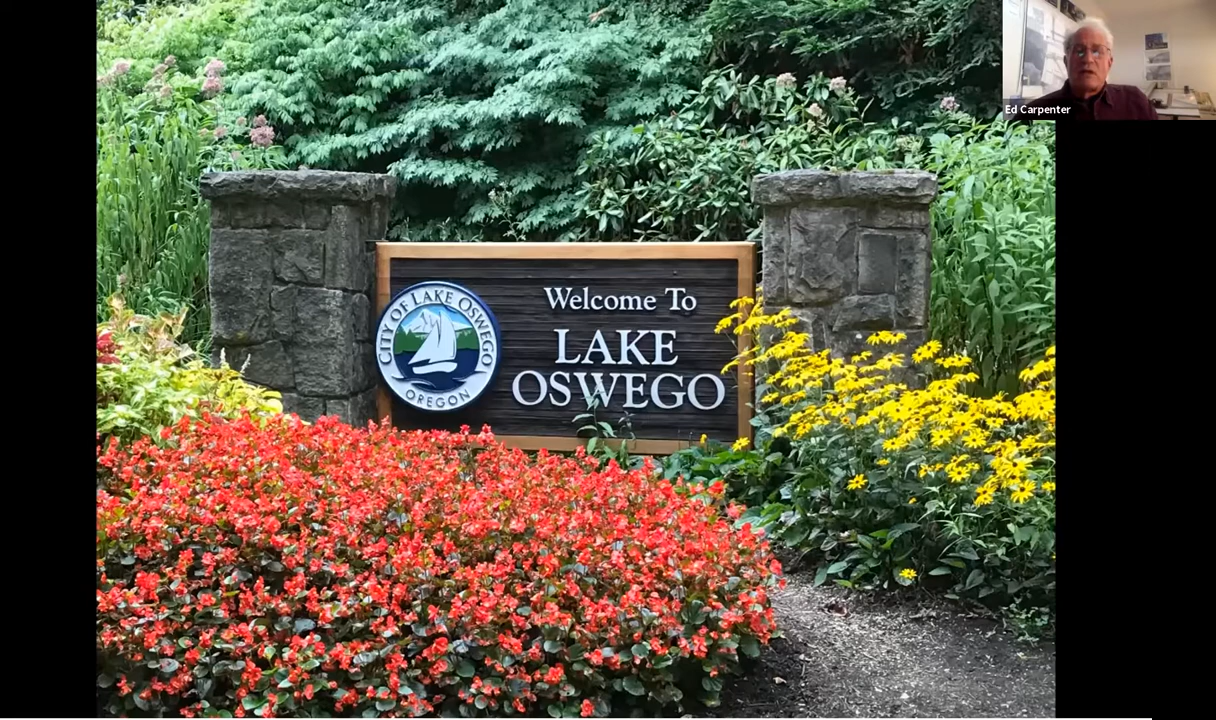 Ed Carpenter
CITY OF LAKE OSWEGO
OREGON
Welcome To
LAKE
OSWEGO